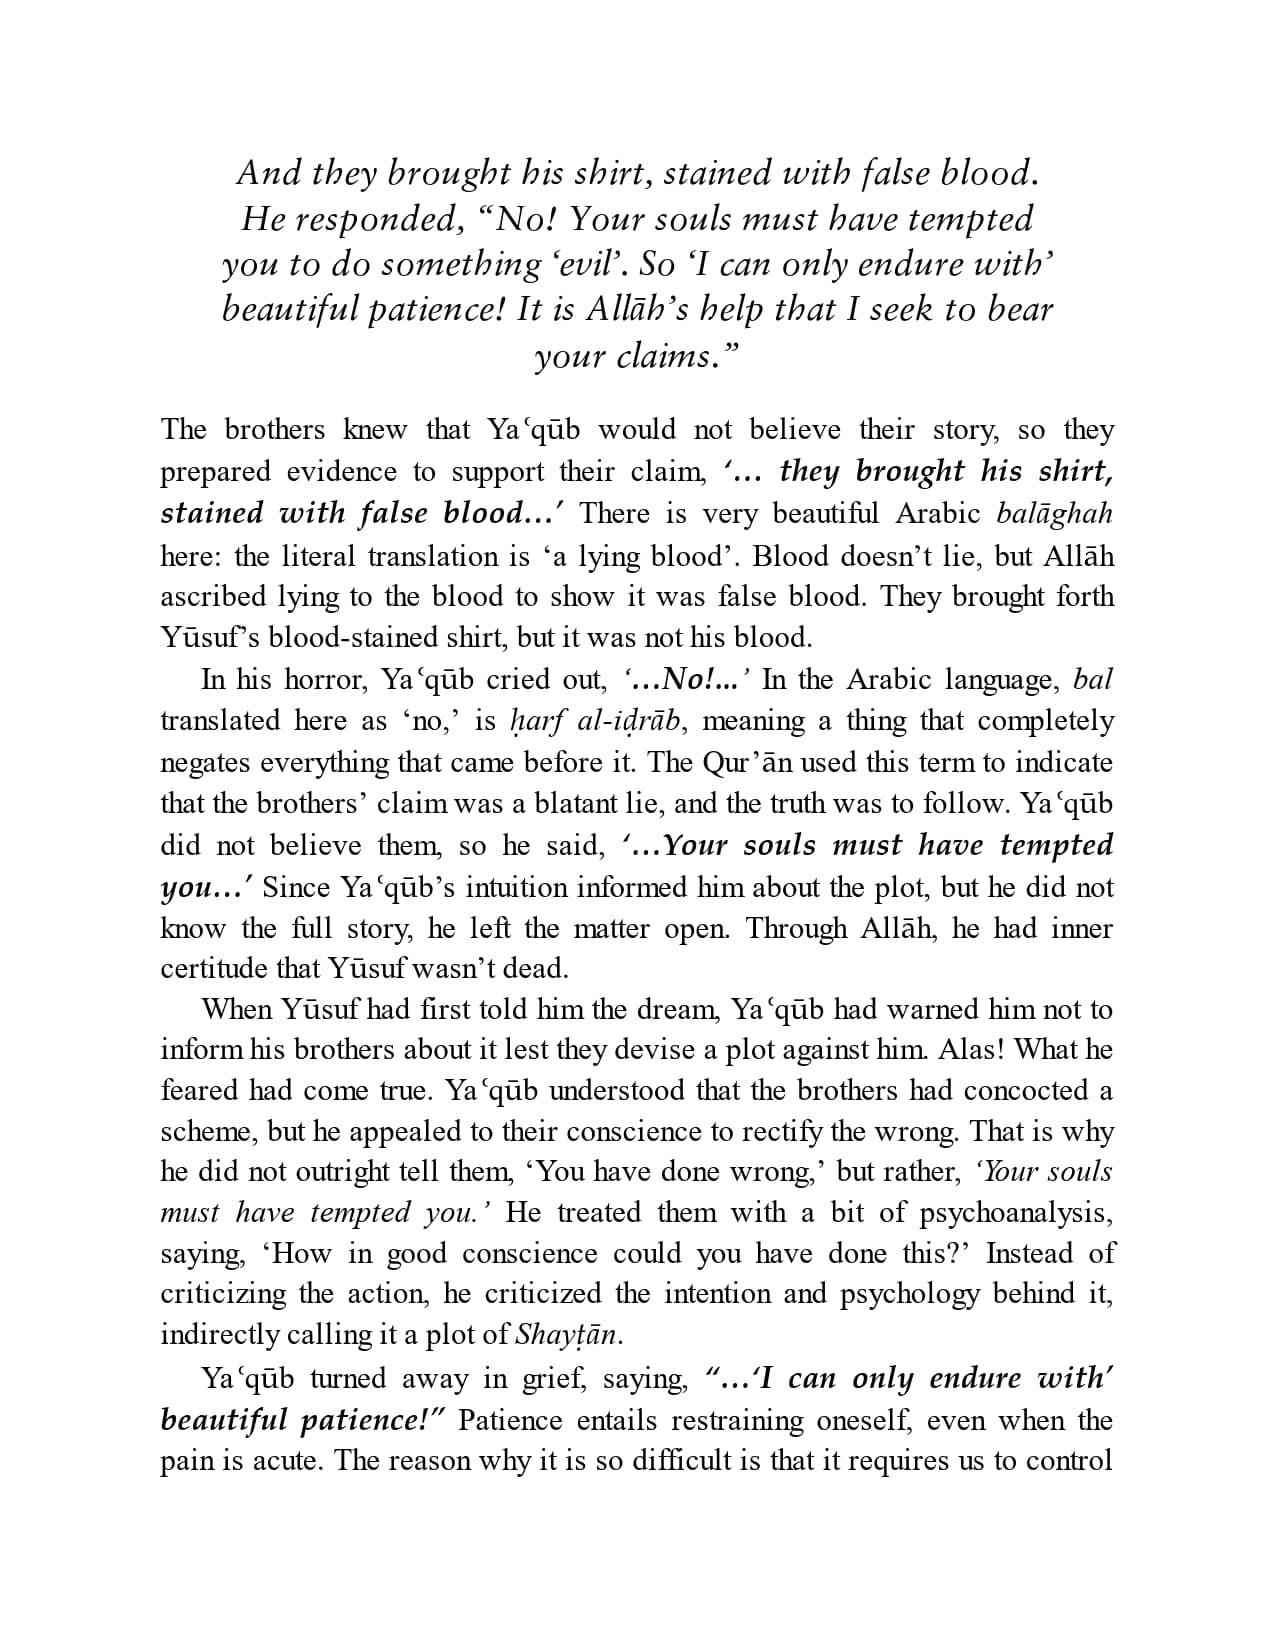 And they brought his shirt, stained with false blood.
He responded, “No! Your souls must have tempted
you to do something ‘evil’. So ‘I can only endure with’
beautiful patience! It is Allāh’s help that I seek to bear
your claims.”
The brothers knew that Yaʿqūb would not believe their story, so they
prepared evidence to support their claim, ‘… they brought his shirt,
stained with false blood…’ There is very beautiful Arabic balāghah
here: the literal translation is ‘a lying blood’. Blood doesn’t lie, but Allāh
ascribed lying to the blood to show it was false blood. They brought forth
Yūsuf’s blood-stained shirt, but it was not his blood.
In his horror, Yaʿqūb cried out, ‘…No!...’ In the Arabic language, bal
translated here as ‘no,’ is ḥarf al-iḍrāb, meaning a thing that completely
negates everything that came before it. The Qur’ān used this term to indicate
that the brothers’ claim was a blatant lie, and the truth was to follow. Yaʿqūb
did not believe them, so he said, ‘…Your souls must have tempted
you…’ Since Yaʿqūb’s intuition informed him about the plot, but he did not
know the full story, he left the matter open. Through Allāh, he had inner
certitude that Yūsuf wasn’t dead.
When Yūsuf had first told him the dream, Yaʿqūb had warned him not to
inform his brothers about it lest they devise a plot against him. Alas! What he
feared had come true. Yaʿqūb understood that the brothers had concocted a
scheme, but he appealed to their conscience to rectify the wrong. That is why
he did not outright tell them, ‘You have done wrong,’ but rather, ‘Your souls
must have tempted you.’ He treated them with a bit of psychoanalysis,
saying, ‘How in good conscience could you have done this?’ Instead of
criticizing the action, he criticized the intention and psychology behind it,
indirectly calling it a plot of Shayṭān.
Yaʿqūb turned away in grief, saying, “…‘I can only endure with’
beautiful patience!” Patience entails restraining oneself, even when the
pain is acute. The reason why it is so difficult is that it requires us to control